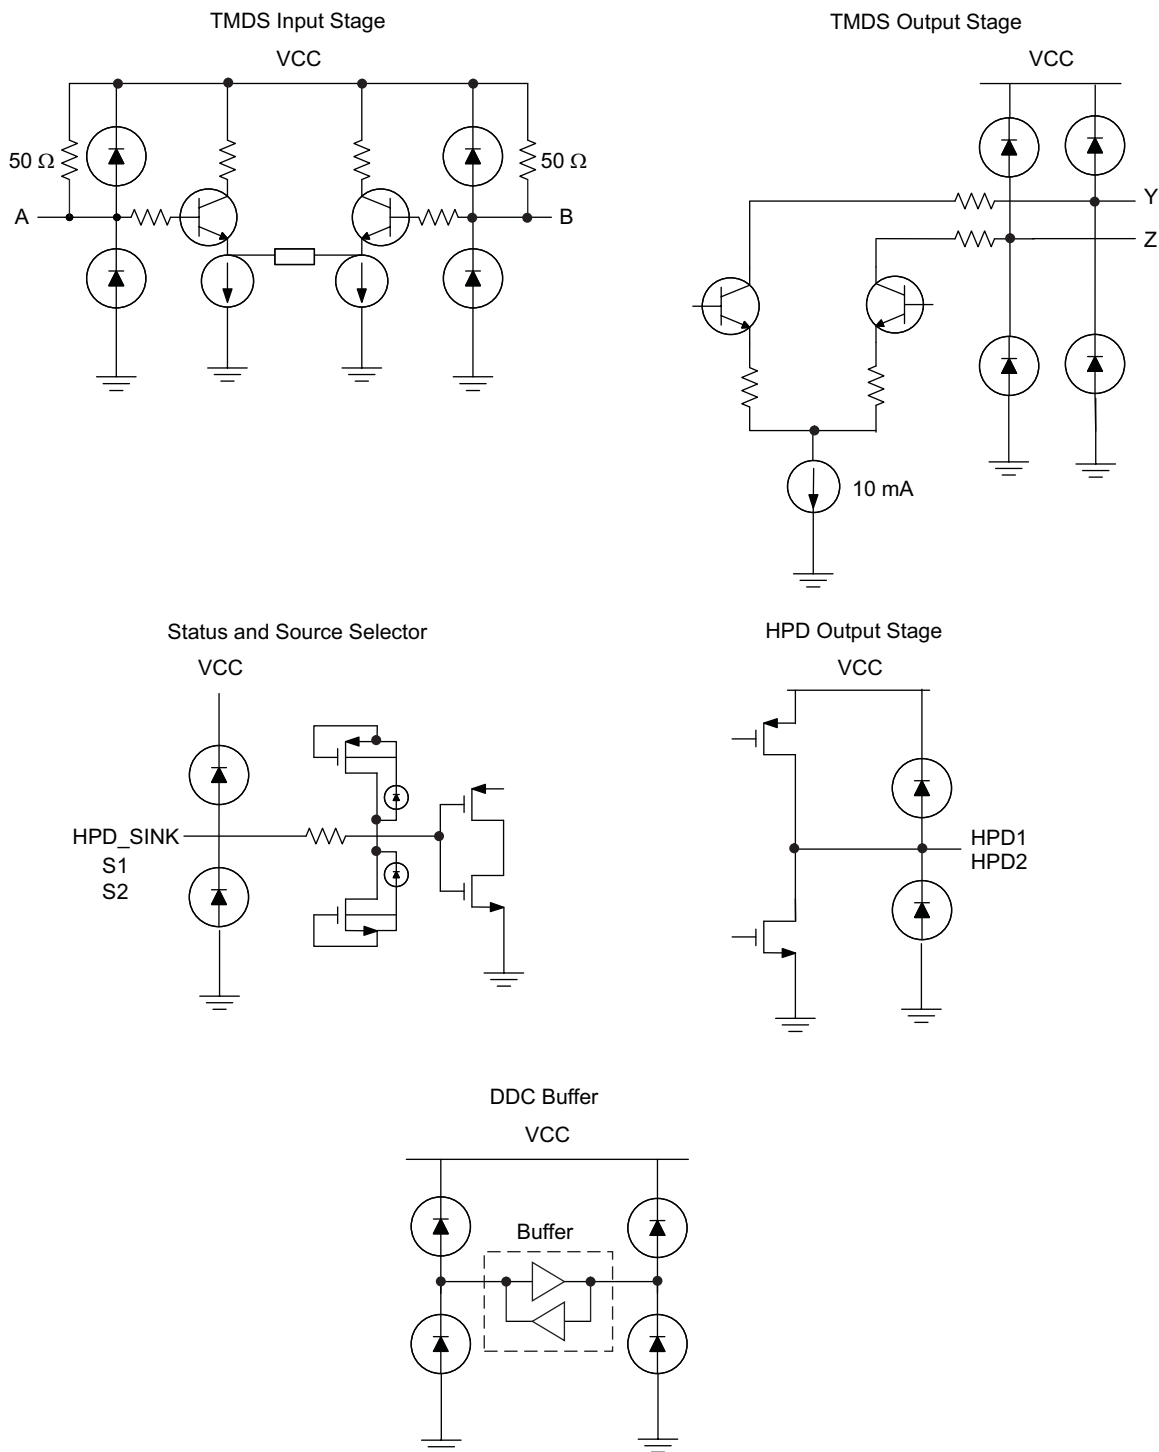 TMDS Input Stage
VCC
50 Ω
50 Ω
A
B
TMDS Output Stage
VCC
Y
Z
10 mA
Status and Source Selector
VCC
HPD_SINK
S1
S2
HPD Output Stage
VCC
HPD1
HPD2
DDC Buffer
VCC
Buffer